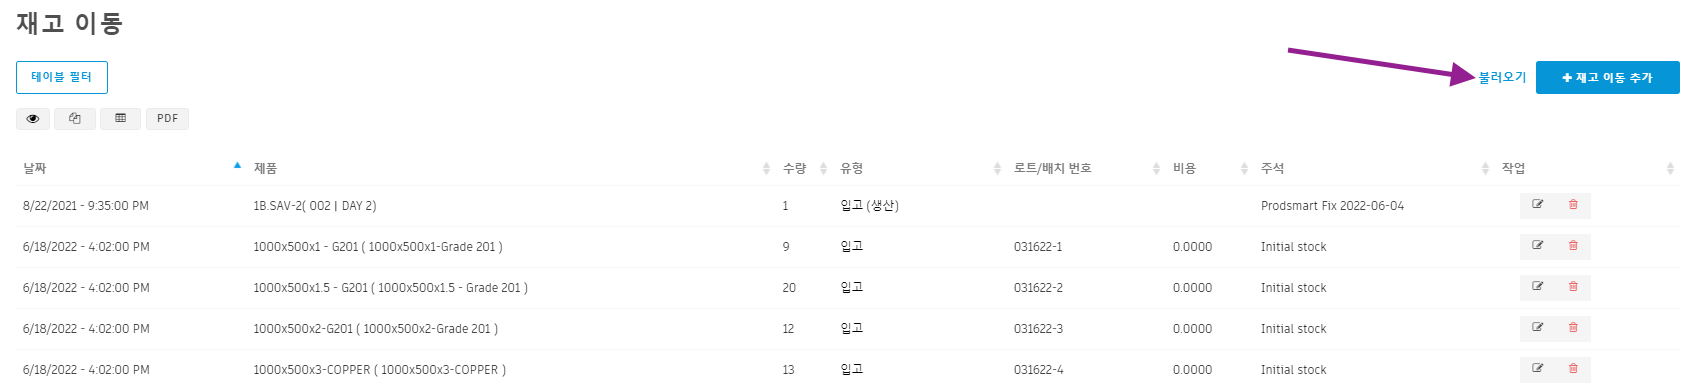 재고 이동
테이블 필터
불러오기
재고 이동 추가
PDF
날짜 제품 수량 유형 로트/배치 번호 비용 주석 작업
8/22/2021 - 9:35:00 PM 1B.SAV-2( 002 | DAY 2) 1 입고 (생산) Prodsmart Fix 2022-06-04
6/18/2022 - 4:02:00 PM 1000x500x1 - G201 ( 1000x500x1-Grade 201 ) 9 입고 031622-1 0.0000 Initial stock
6/18/2022 - 4:02:00 PM 1000x500x1.5 - G201 ( 1000x500x1.5 - Grade 201 ) 20 입고 031622-2 0.0000 Initial stock
6/18/2022 - 4:02:00 PM 1000x500x2-G201 ( 1000x500x2-Grade 201 ) 12 입고 031622-3 0.0000 Initial stock
6/18/2022 - 4:02:00 PM 1000x500x3-COPPER ( 1000x500x3-COPPER ) 13 입고 031622-4 0.0000 Initial stock